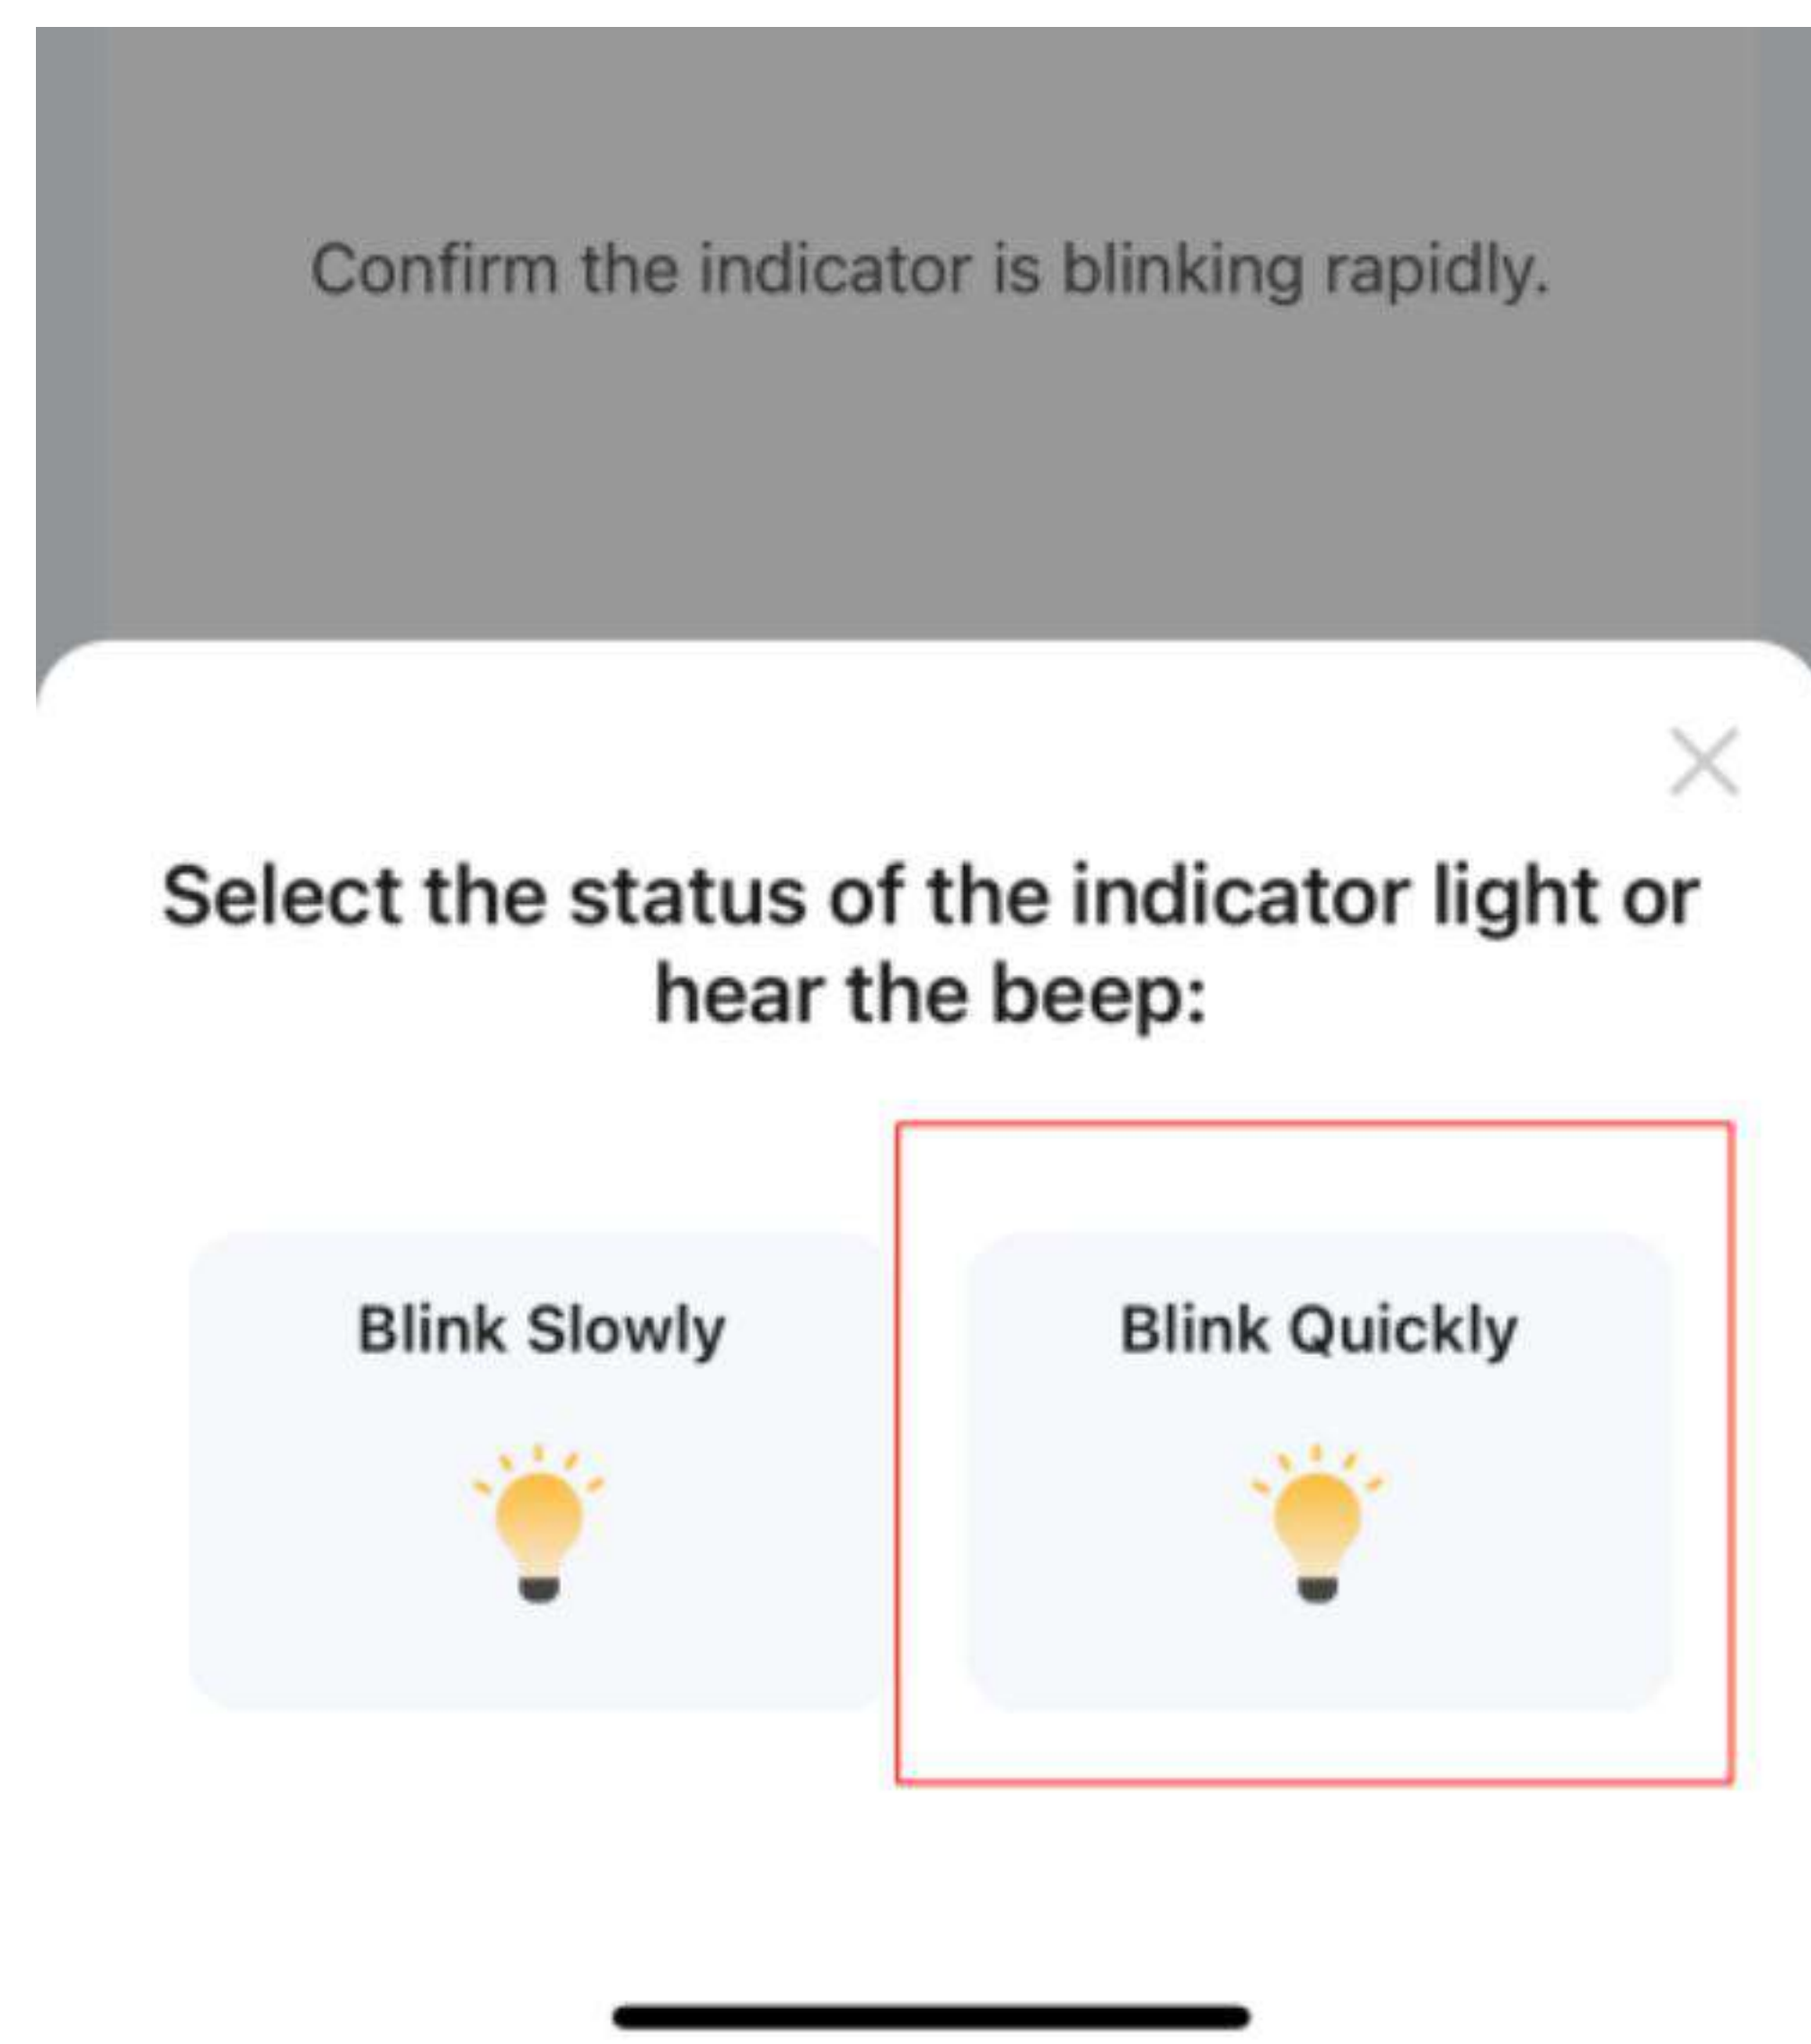 Confirm the indicator is blinking rapidly.
Select the status of the indicator light or
hear the beep:
Blink Slowly
Blink Quickly